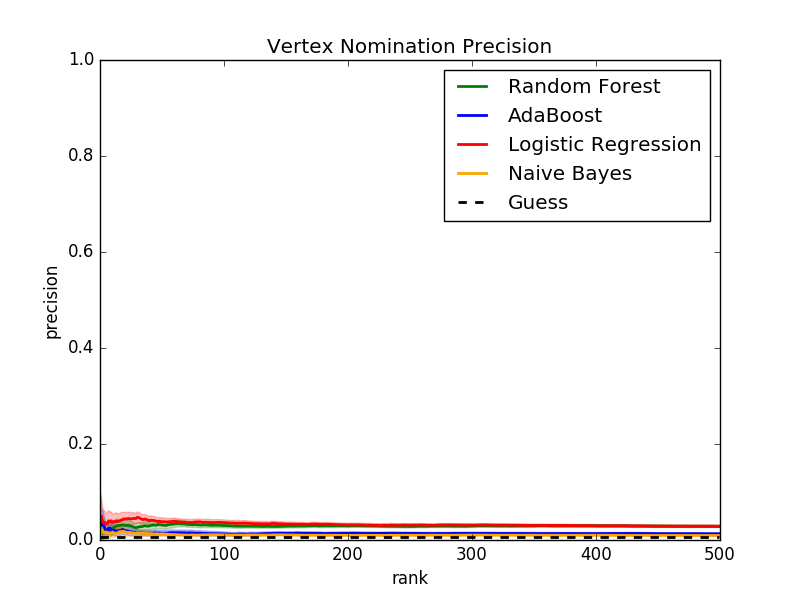 Vertex Nomination Precision
1.0
0.8
0.6
0.4
0.2
0.0
precision
Random Forest
AdaBoost
Logistic Regression
Naive Bayes
Guess
0 100 200 300 400 500
rank